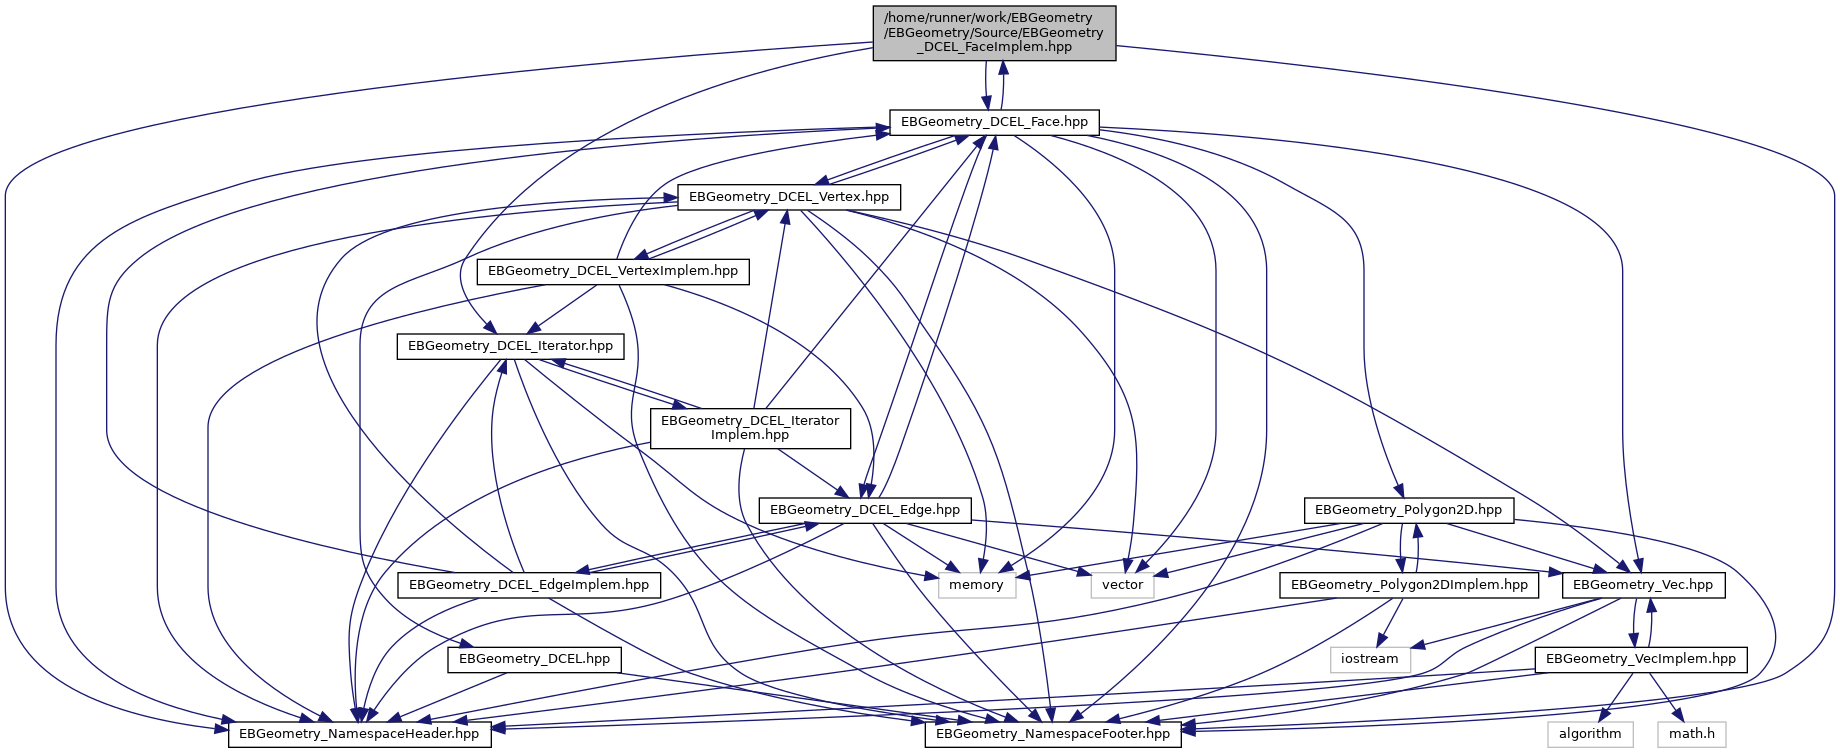 /home/runner/work/EBGeometry
/EBGeometry/Source/EBGeometry
_DCEL_FaceImplem.hpp
EBGeometry_DCEL_Face.hpp
EBGeometry_DCEL_Vertex.hpp
EBGeometry_DCEL_VertexImplem.hpp
EBGeometry_DCEL_Iterator.hpp
EBGeometry_DCEL_Iterator
Implem.hpp
EBGeometry_DCEL_Edge.hpp
EBGeometry_Polygon2D.hpp
EBGeometry_DCEL_EdgeImplem.hpp
memory
vector
EBGeometry_Polygon2DImplem.hpp
EBGeometry_Vec.hpp
EBGeometry_DCEL.hpp
iostream
EBGeometry_VecImplem.hpp
EBGeometry_NamespaceHeader.hpp
EBGeometry_NamespaceFooter.hpp
algorithm
math.h